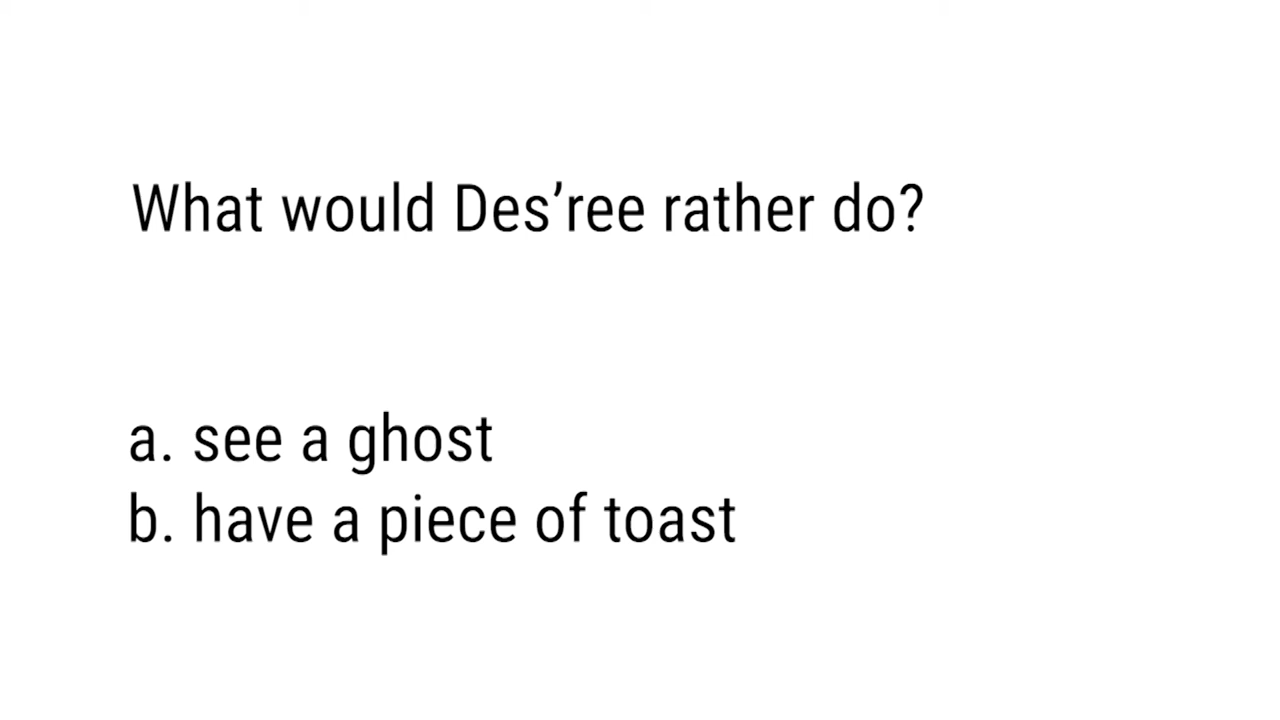 What would Des’ree rather do?
a. see a ghost
b. have a piece of toast